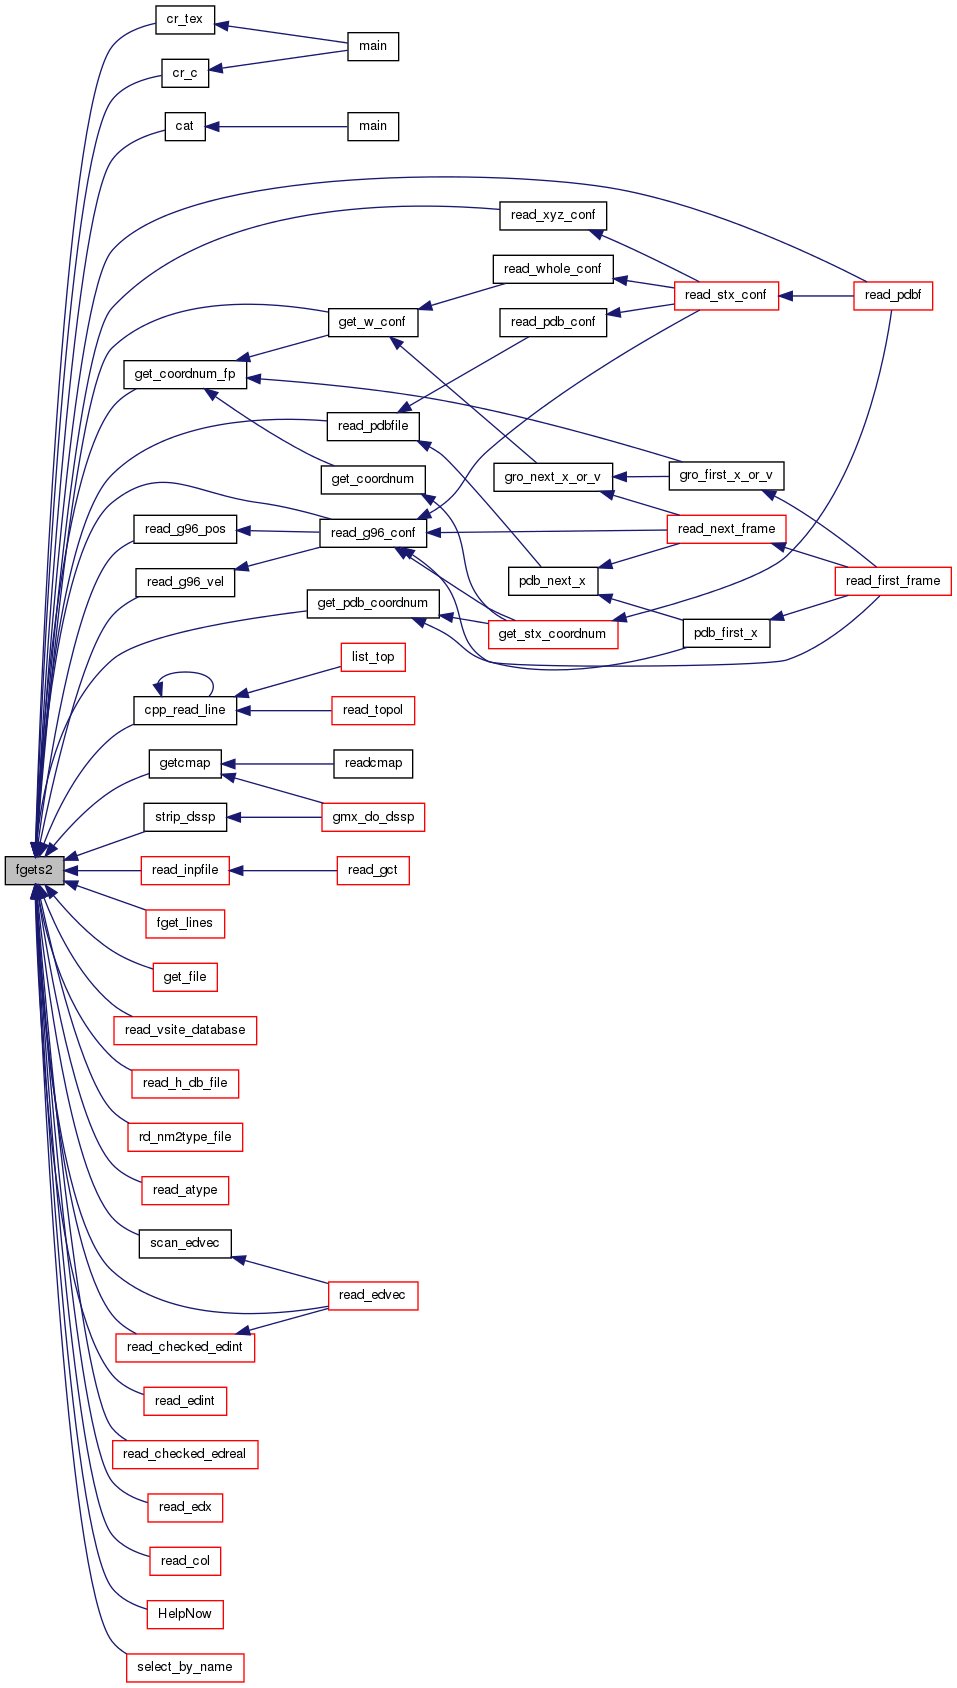 cr_tex
main
cr_c
cat
main
read_xyz_conf
read_whole_conf
read_stx_conf
read_pdbf
get_w_conf
read_pdb_conf
get_coordnum_fp
read_pdbfile
get_coordnum
gro_next_x_or_v
gro_first_x_or_v
read_g96_pos
read_g96_conf
read_next_frame
read_g96_vel
pdb_next_x
read_first_frame
get_pdb_coordnum
get_stx_coordnum
pdb_first_x
list_top
cpp_read_line
read_topol
getcmap
readcmap
strip_dssp
gmx_do_dssp
fgets2
read_inpfile
read_gct
fget_lines
get_file
read_vsite_database
read_h_db_file
rd_nm2type_file
read_atype
scan_edvec
read_edvec
read_checked_edint
read_edint
read_checked_edreal
read_edx
read_col
HelpNow
select_by_name